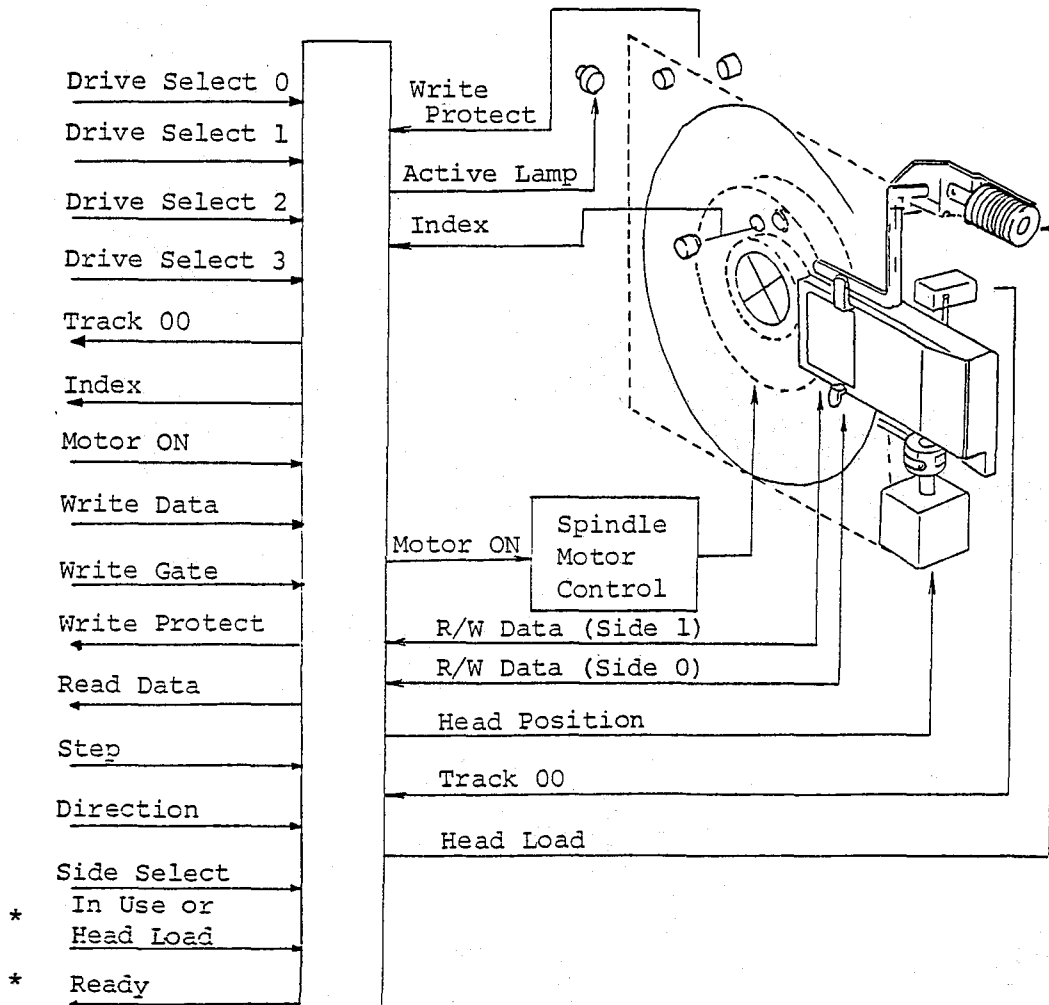 Drive Select 0
Drive Select 1
Drive Select 2
Drive Select 3
Track 00
Index
Motor ON
Write Data
Write Gate
Write Protect
Read Data
Step
Direction
Side Select
* In Use or
Head Load
* Ready
Write
Protect
Active Lamp
Index
Motor ON
Spindle
Motor
Control
R/W Data (Side 1)
R/W Data (Side 0)
Head Position
Track 00
Head Load